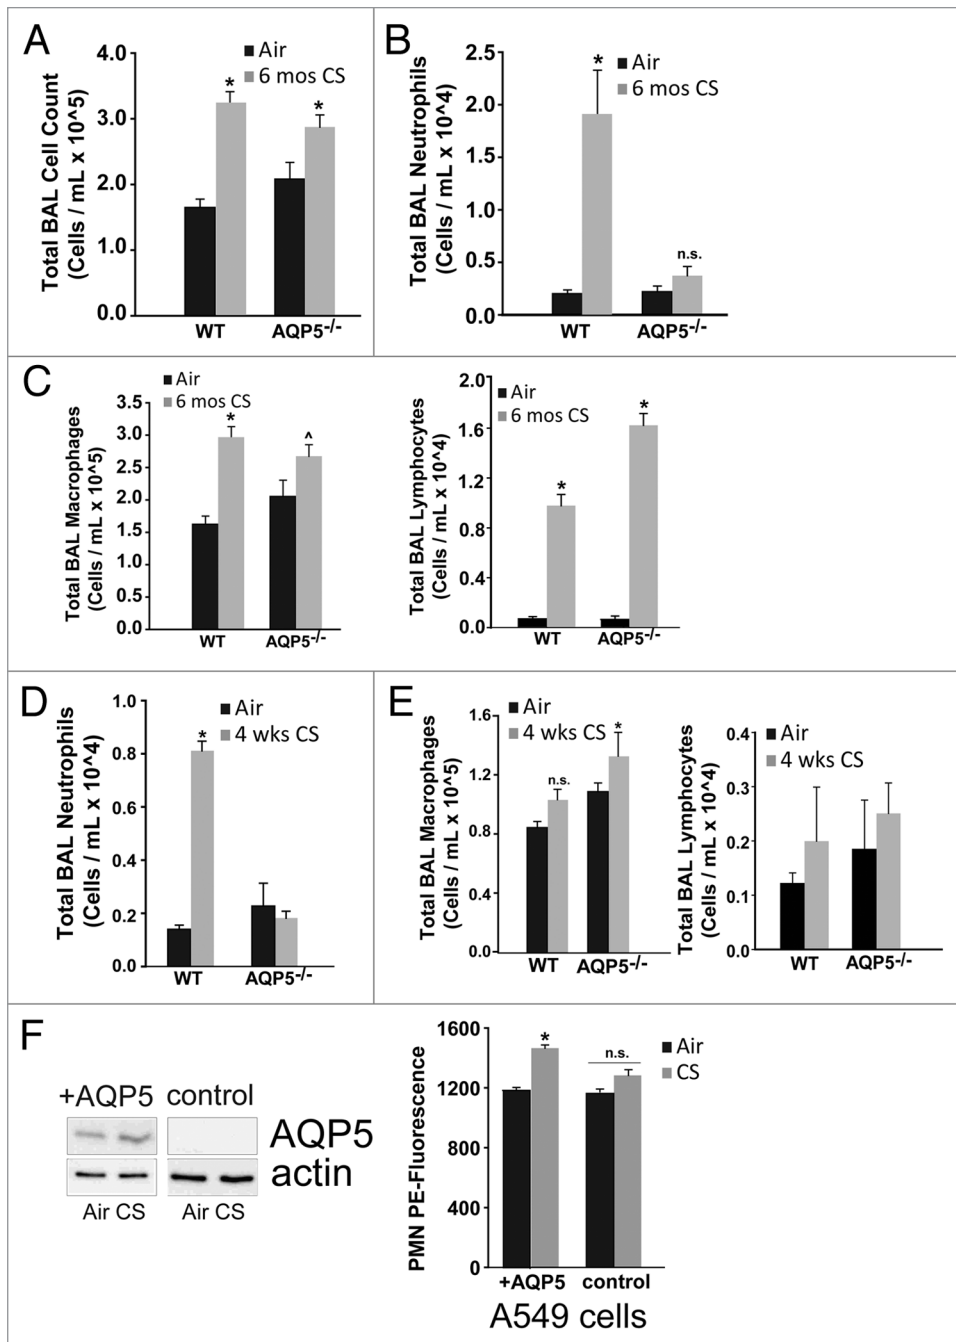 A
Air
6 mos CS
Total BAL Cell Count
(Cells / mL x 10^5)
4.0
3.0
2.0
1.0
0.0
*
*
WT
AQP5-/-
B
Air
6 mos CS
Total BAL Neutrophils
(Cells / mL x 10^4)
2.5
2.0
1.5
1.0
0.5
0.0
*
n.s.
WT
AQP5-/-
C
Air
6 mos CS
Total BAL Macrophages
(Cells / mL x 10^5)
3.5
3.0
2.5
2.0
1.5
1.0
0.5
0.0
*
^
WT
AQP5-/-
Air
6 mos CS
Total BAL Lymphocytes
(Cells / mL x 10^4)
2.0
1.6
1.2
0.8
0.4
0.0
*
*
WT
AQP5-/-
D
Air
4 wks CS
Total BAL Neutrophils
(Cells / mL x 10^4)
1.0
0.8
0.6
0.4
0.2
0.0
*
WT
AQP5-/-
E
Air
4 wks CS
Total BAL Macrophages
(Cells / mL x 10^5)
1.6
1.2
0.8
0.4
0.0
n.s.
*
WT
AQP5-/-
Air
4 wks CS
Total BAL Lymphocytes
(Cells / mL x 10^4)
0.4
0.3
0.2
0.1
0.0
WT
AQP5-/-
F
+AQP5 control
AQP5
actin
Air CS Air CS
PMN PE-Fluorescence
1600
1200
800
400
0
*
n.s.
Air
CS
+AQP5 control
A549 cells